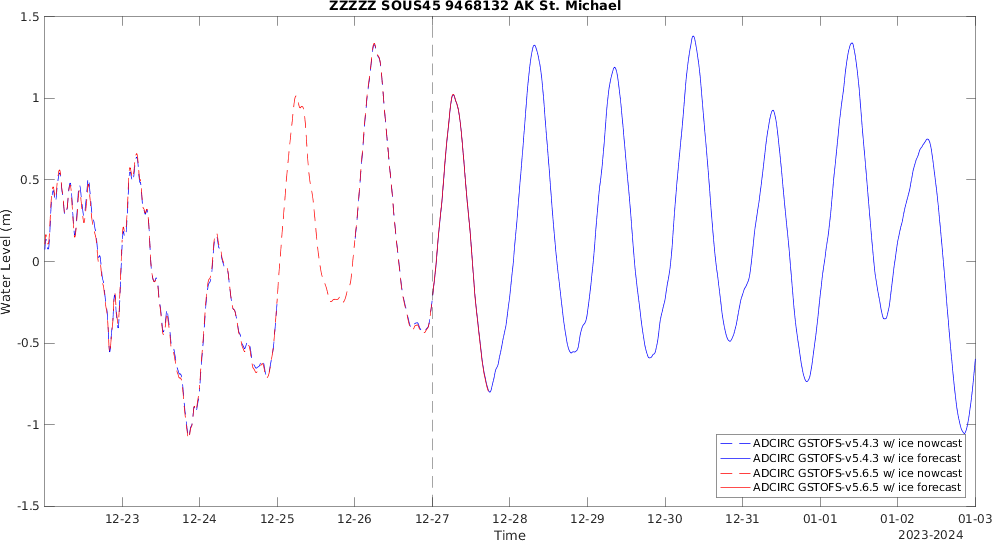 ZZZZZ SOUS45 9468132 AK St. Michael
1.5
1
0.5
0
-0.5
-1
-1.5
Water Level (m)
12-23 12-24 12-25 12-26 12-27 12-28 12-29 12-30 12-31 01-01 01-02 01-03
Time
2023-2024
ADCIRC GSTOFS-v5.4.3 w/ ice nowcast
ADCIRC GSTOFS-v5.4.3 w/ ice forecast
ADCIRC GSTOFS-v5.6.5 w/ ice nowcast
ADCIRC GSTOFS-v5.6.5 w/ ice forecast